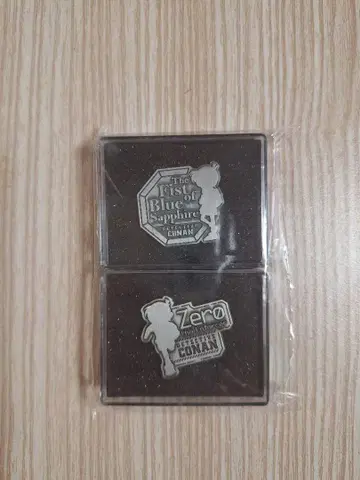 The
Fist
of
Blue
Sapphire
DETECTIVE
CONAN
Zero
DETECTIVE
CONAN